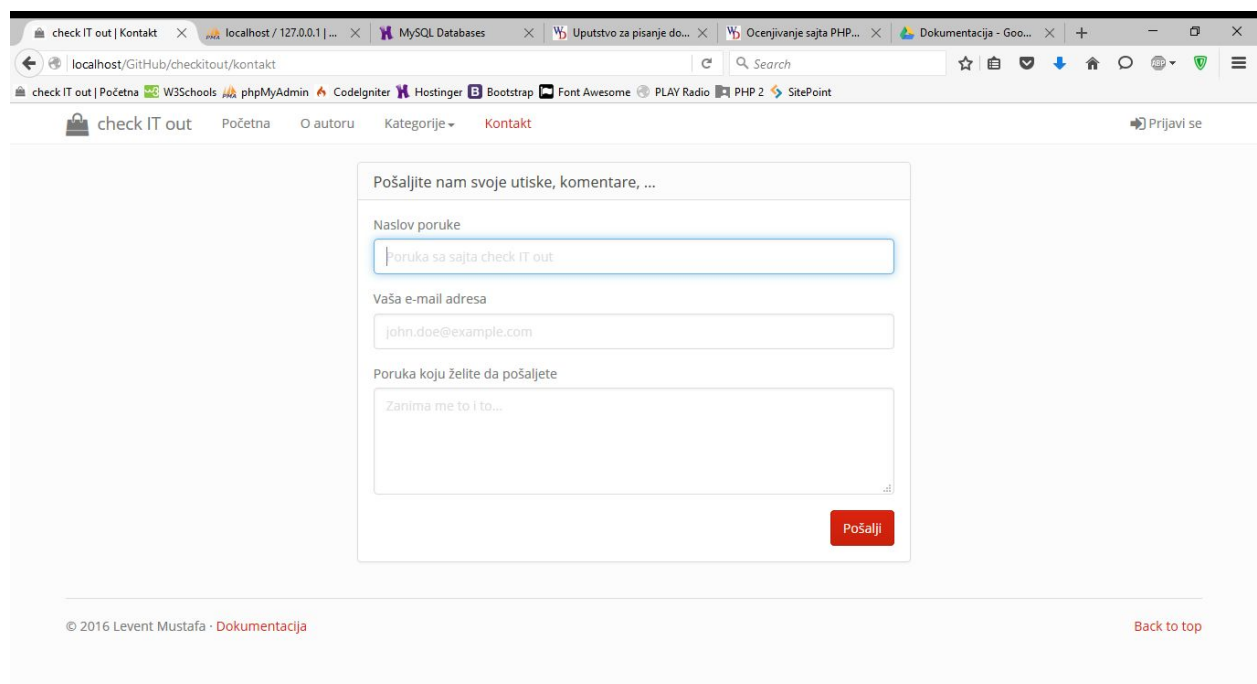 check IT out | Kontakt localhost / 127.0.0.1 | ... MySQL Databases Uputstvo za pisanje do... Ocenjivanje sajta PHP... Dokumentacija - Goo...
localhost/GitHub/checkitout/kontakt Search ABP
check IT out | Početna W3Schools phpMyAdmin CodeIgniter Hostinger Bootstrap Font Awesome PLAY Radio PHP 2 SitePoint
check IT out Početna O autoru Kategorije Kontakt Prijavi se
Pošaljite nam svoje utiske, komentare, ...
Naslov poruke
Poruka sa sajta check IT out
Vaša e-mail adresa
john.doe@example.com
Poruka koju želite da pošaljete
Zanima me to i to...
Pošalji
© 2016 Levent Mustafa · Dokumentacija Back to top